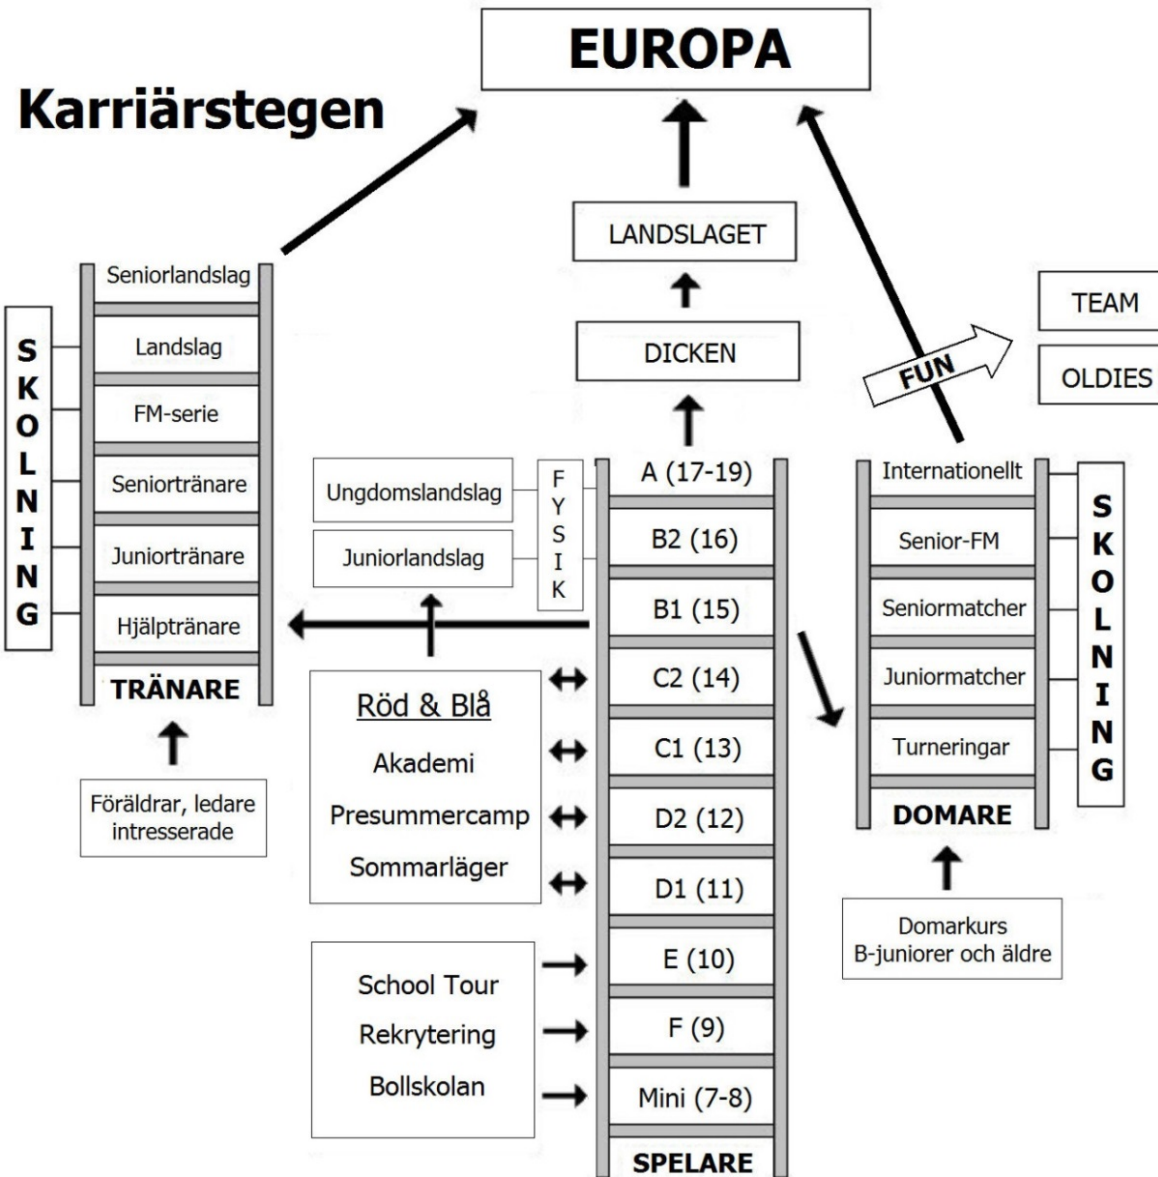 EUROPA
Karriärstegen
LANDSLAGET
DICKEN
FUN
TEAM
OLDIES
SKOLNING
Seniorlandslag
Landslag
FM-serie
Seniortränare
Juniortränare
Hjälptränare
TRÄNARE
Föräldrar, ledare
intresserade
Ungdomslandslag
Juniorlandslag
FYSIK
Röd & Blå
Akademi
Presummercamp
Sommarläger
School Tour
Rekrytering
Bollskolan
A (17-19)
B2 (16)
B1 (15)
C2 (14)
C1 (13)
D2 (12)
D1 (11)
E (10)
F (9)
Mini (7-8)
SPELARE
Internationellt
Senior-FM
Seniormatcher
Juniormatcher
Turneringar
DOMARE
SKOLNING
Domarkurs
B-juniorer och äldre